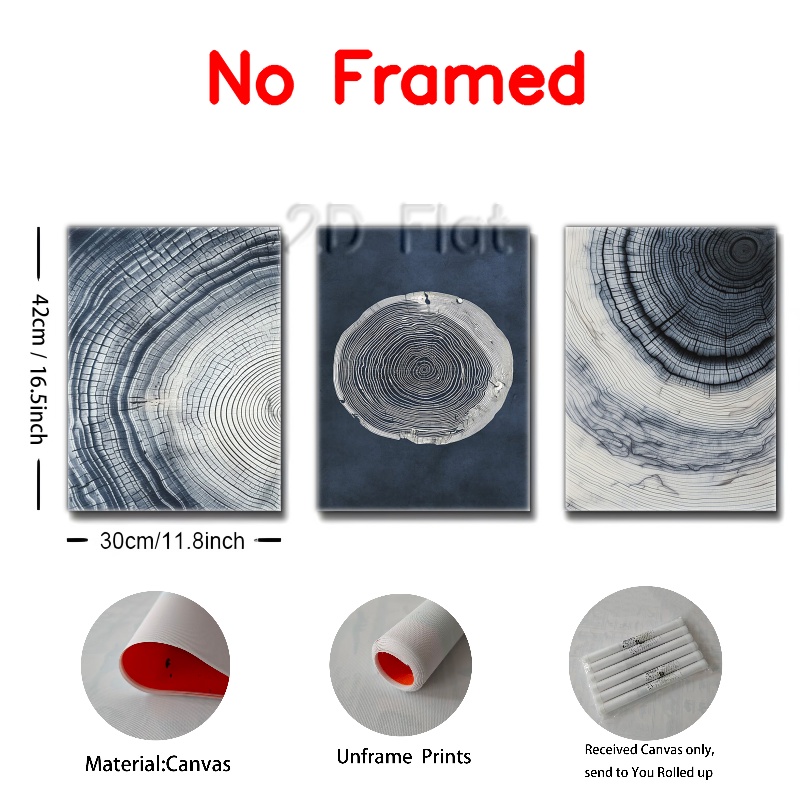 No Framed
2D Flat
42cm / 16.5inch
30cm/11.8inch
Material:Canvas
Unframe Prints
Received Canvas only,
send to You Rolled up